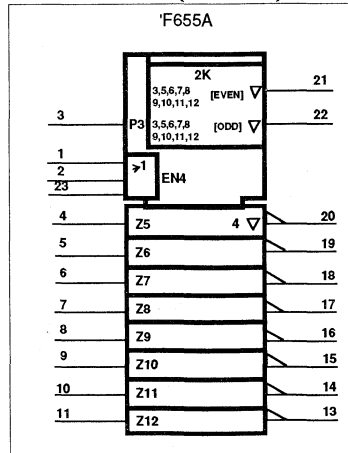 'F655A
2K
3,5,6,7,8
9,10,11,12
[EVEN] ▽
21
3
P3
3,5,6,7,8
9,10,11,12
[ODD] ▽
22
1
2
23
≥1
EN4
4
Z5
4 ▽
20
5
Z6
19
6
Z7
18
7
Z8
17
8
Z9
16
9
Z10
15
10
Z11
14
11
Z12
13